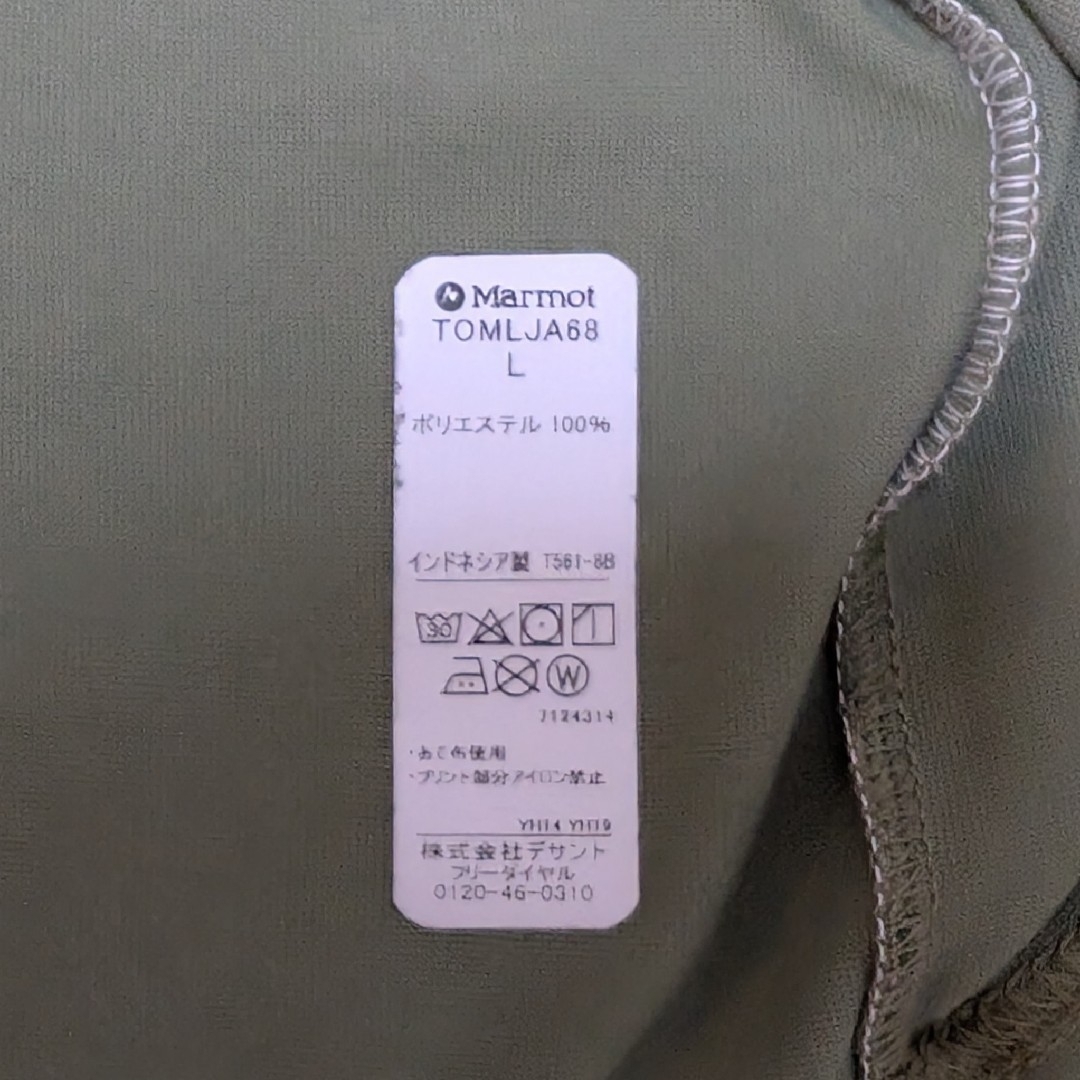 Marmot
TOMLJA68
L
ポリエステル 100%
インドネシア製 T561-8B
30
W
7124314
・あて布使用
・プリント部分アイロン禁止
YH14 YH19
株式会社デサント
フリーダイヤル
0120-46-0310